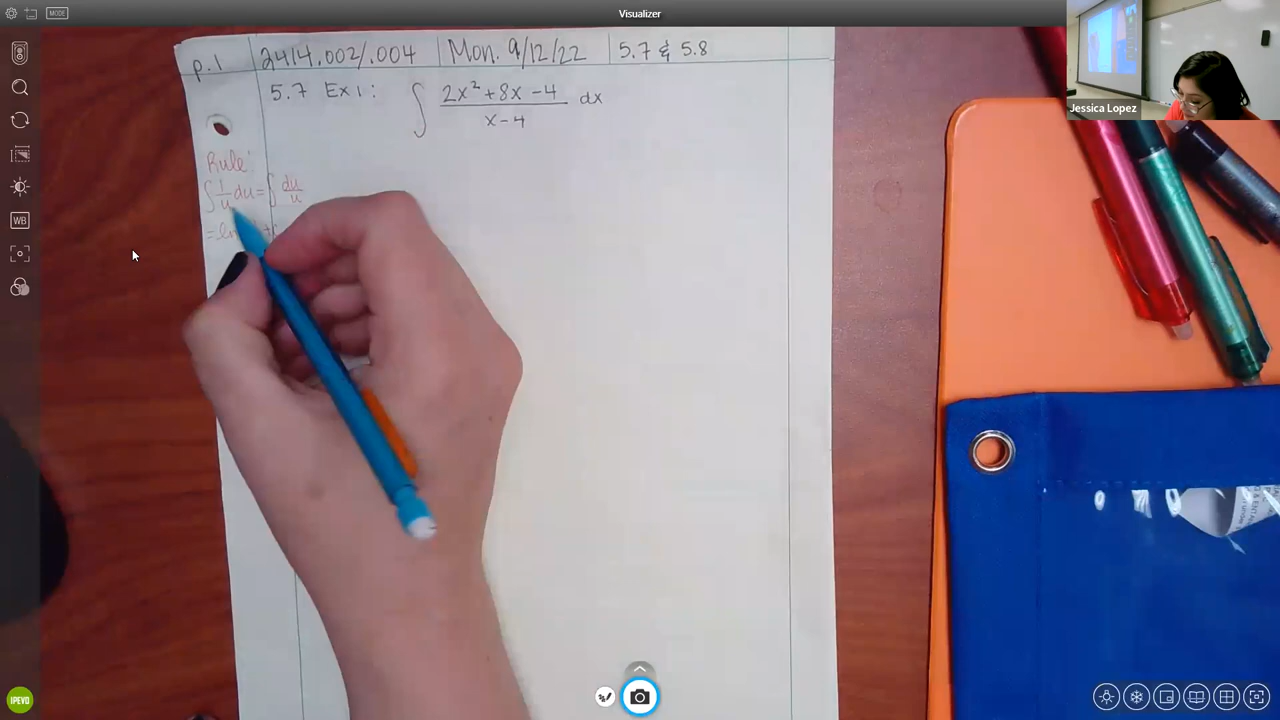 Visualizer
MODE
Jessica Lopez
WB
p.1 2414.002/.004 Mon. 9/12/22 5.7 & 5.8
5.7 Ex 1: ∫ (2x² + 8x - 4)/(x - 4) dx
Rule:
∫ 1/u du = ∫ du/u
= ln
IPEVO